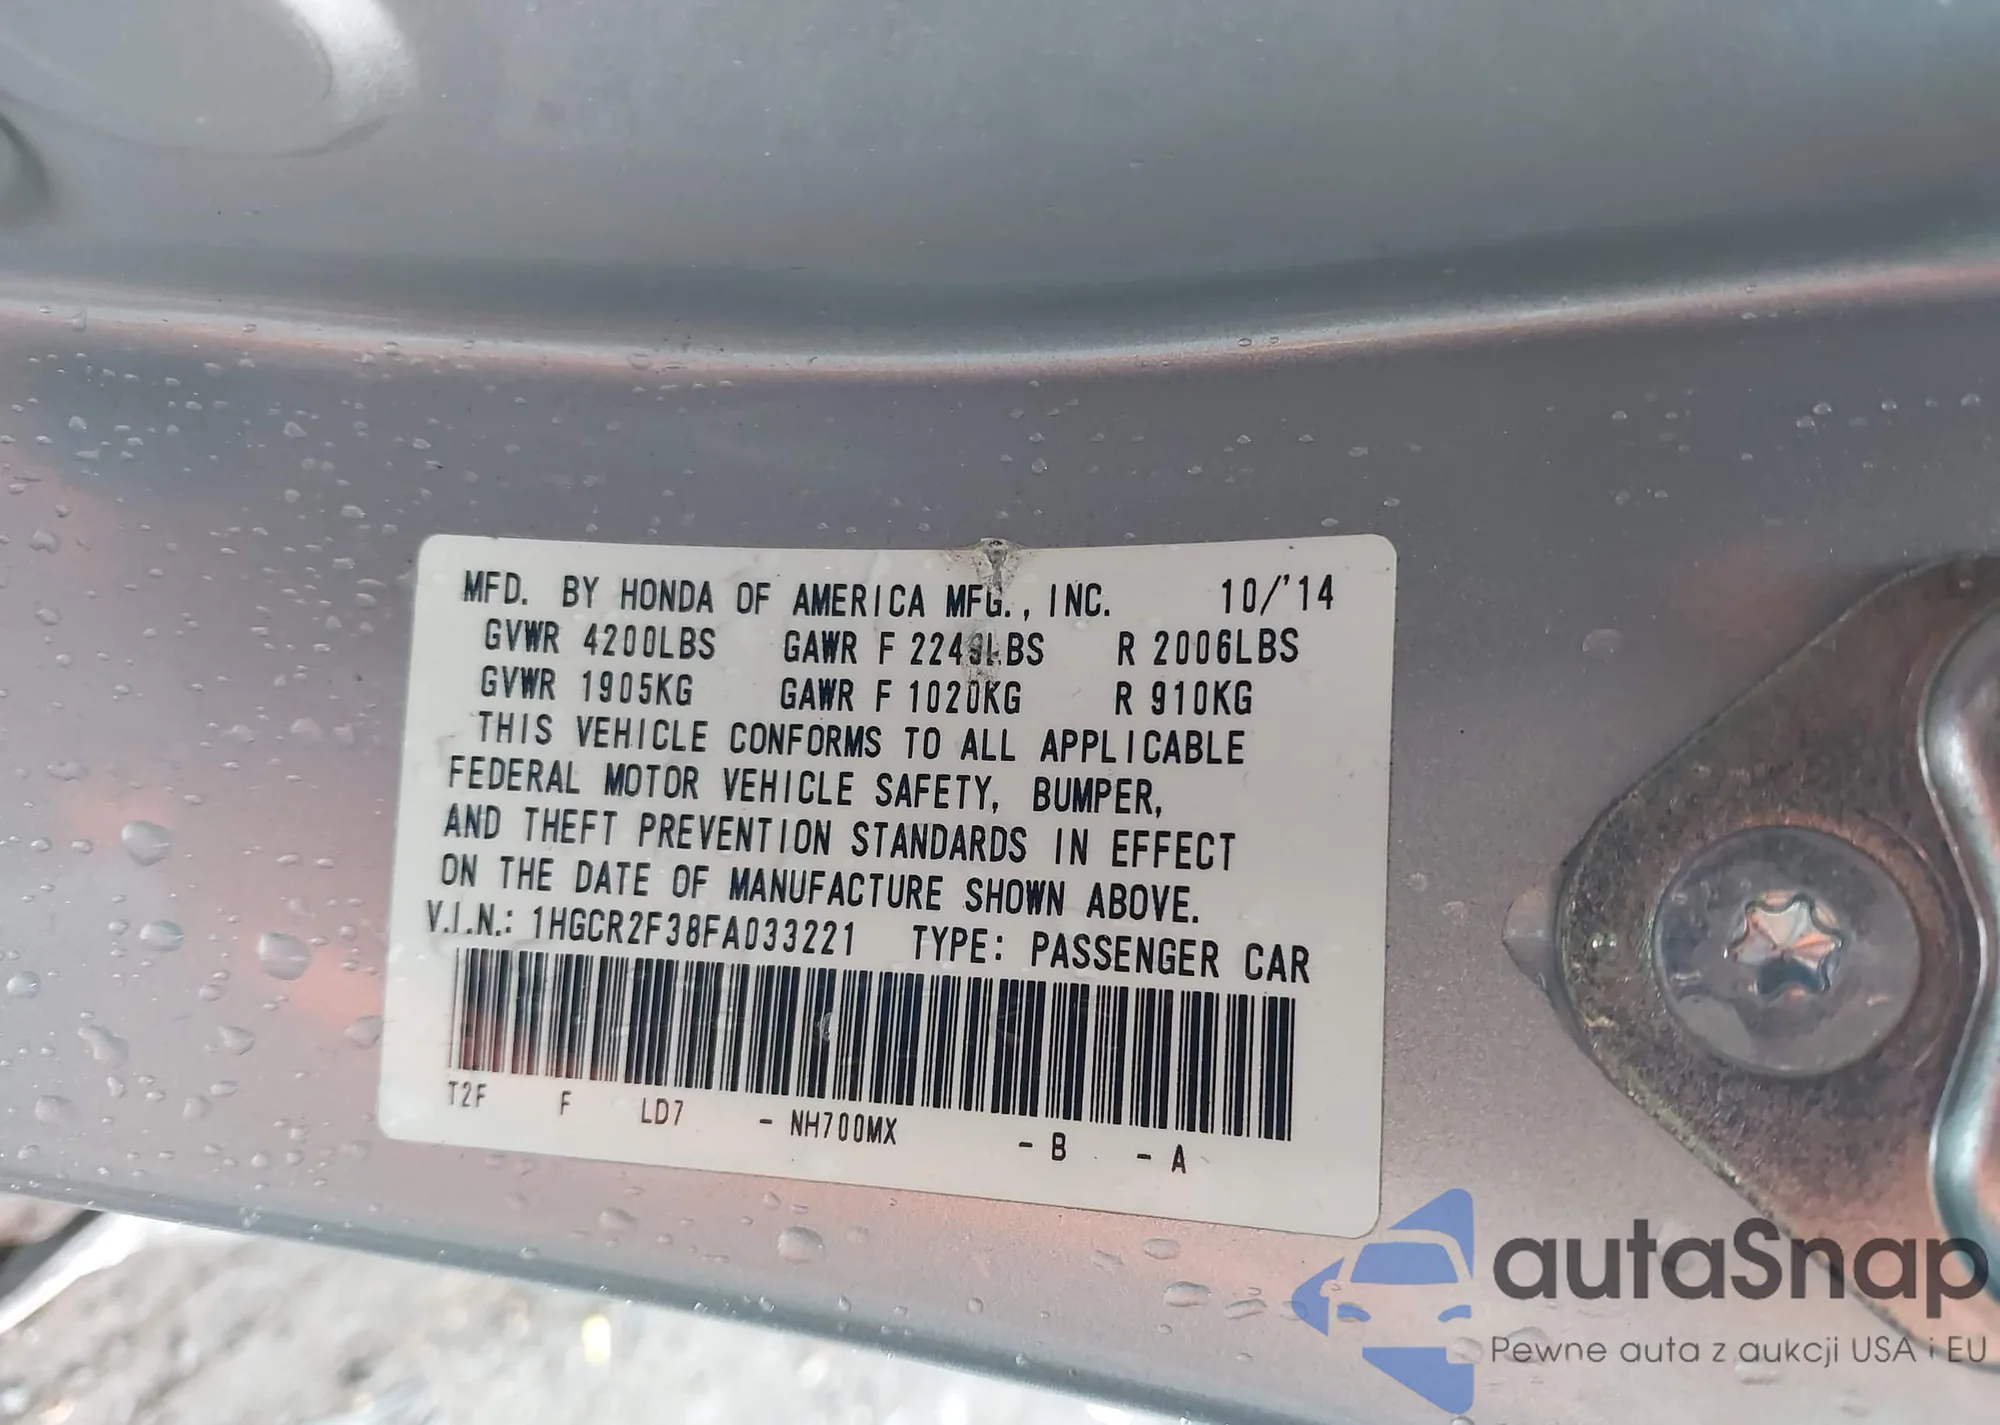 MFD. BY HONDA OF AMERICA MFG., INC. 10/'14
GVWR 4200LBS GAWR F 2249LBS R 2006LBS
GVWR 1905KG GAWR F 1020KG R 910KG
THIS VEHICLE CONFORMS TO ALL APPLICABLE
FEDERAL MOTOR VEHICLE SAFETY, BUMPER,
AND THEFT PREVENTION STANDARDS IN EFFECT
ON THE DATE OF MANUFACTURE SHOWN ABOVE.
V.I.N.: 1HGCR2F38FA033221 TYPE: PASSENGER CAR
T2F F LD7 - NH700MX - B - A
autaSnap
Pewne auta z aukcji USA i EU